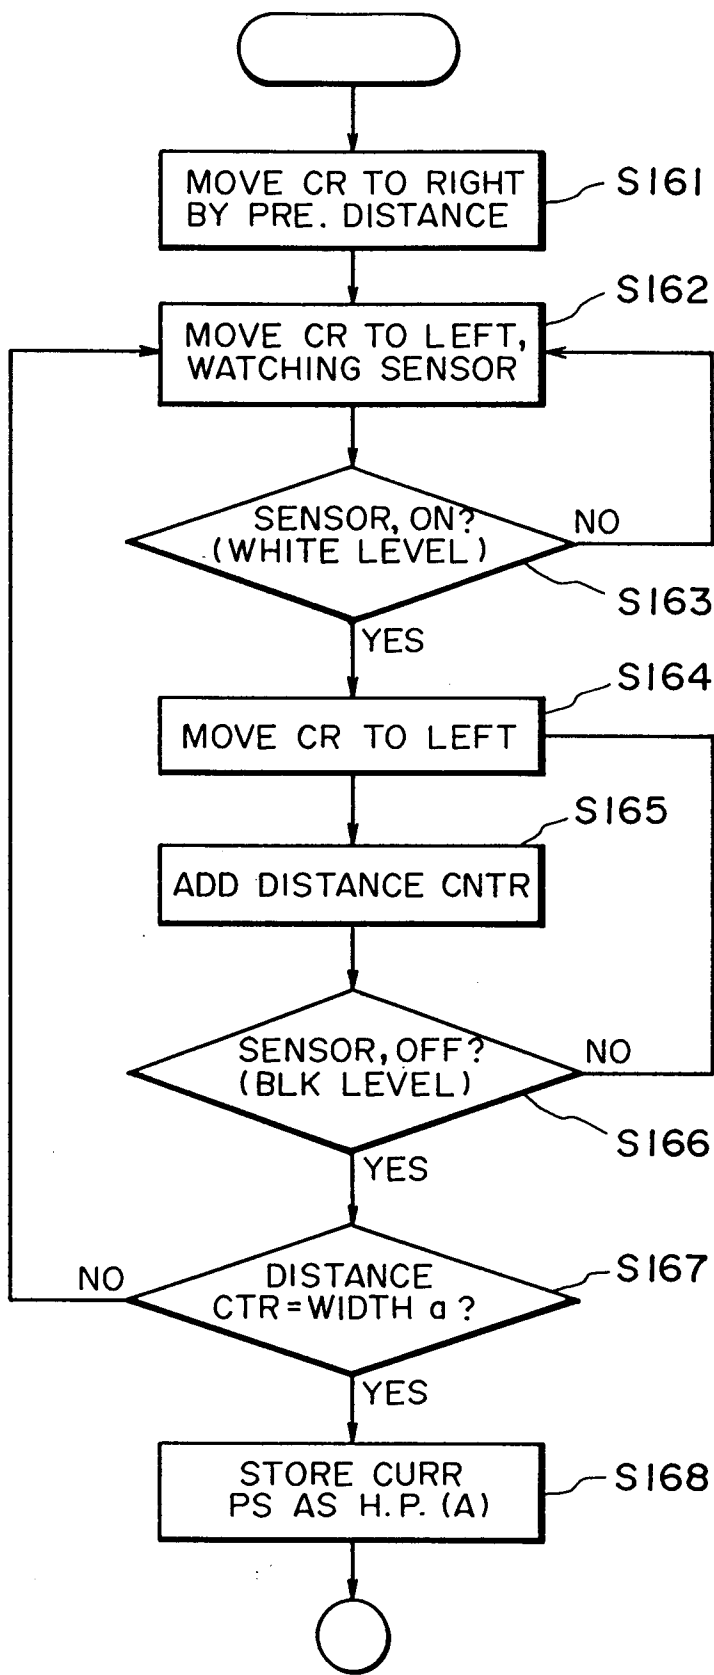 MOVE CR TO RIGHT
BY PRE. DISTANCE
S161
MOVE CR TO LEFT,
WATCHING SENSOR
S162
SENSOR, ON?
(WHITE LEVEL)
NO
S163
YES
MOVE CR TO LEFT
S164
ADD DISTANCE CNTR
S165
SENSOR, OFF?
(BLK LEVEL)
NO
S166
YES
DISTANCE
CTR=WIDTH a?
NO
S167
YES
STORE CURR
PS AS H.P. (A)
S168